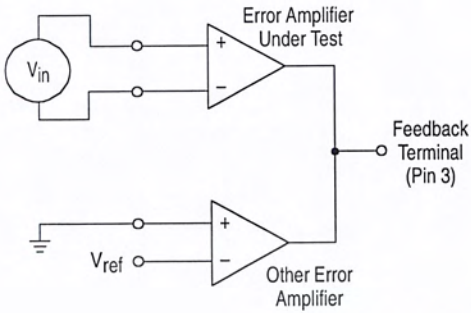 Error Amplifier
Under Test
+
Vin
−
Feedback
Terminal
(Pin 3)
+
Vref
−
Other Error
Amplifier